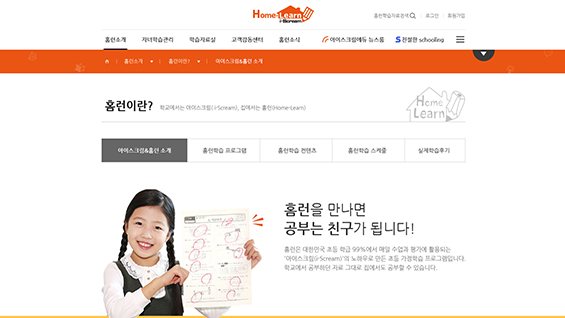 Home-Learn
i-Scream
홈런학습자료검색 로그인 회원가입
홈런소개 자녀학습관리 학습자료실 고객감동센터 홈런소식 아이스크림에듀 뉴스룸 친절한 schooling
홈런소개 홈런이란? 아이스크림&홈런 소개
홈런이란? 학교에서는 아이스크림(i-Scream), 집에서는 홈런(Home-Learn)
Home
Learn
아이스크림&홈런 소개 홈런학습 프로그램 홈런학습 컨텐츠 홈런학습 스케줄 실제학습후기
홈런을 만나면
공부는 친구가 됩니다!
홈런은 대한민국 초등 학급 99%에서 매일 수업과 평가에 활용되는
'아이스크림(i-Scream)'의 노하우로 만든 초등 가정학습 프로그램입니다.
학교에서 공부하던 자료 그대로 집에서도 공부할 수 있습니다.